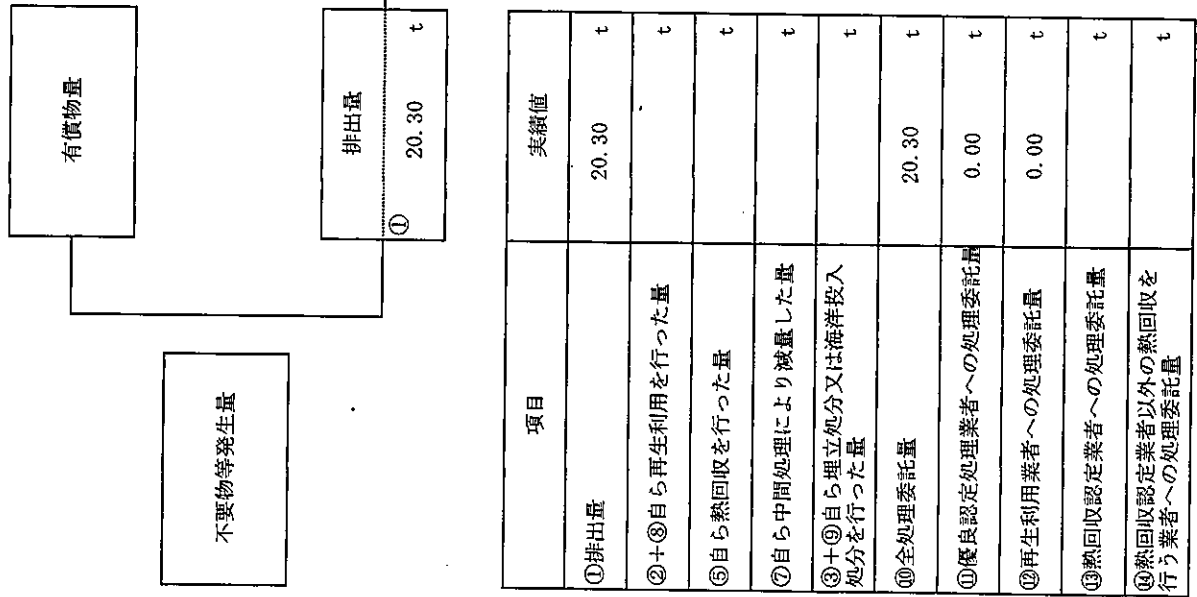 不要物等発生量
有償物量
排出量
① 20.30 t
項目 実績値
①排出量 20.30 t
②+⑧自ら再生利用を行った量 t
⑤自ら熱回収を行った量 t
⑦自ら中間処理により減量した量 t
③+⑨自ら埋立処分又は海洋投入
処分を行った量 t
⑩全処理委託量 20.30 t
⑪優良認定処理業者への処理委託量 0.00 t
⑫再生利用業者への処理委託量 0.00 t
⑬熱回収認定業者への処理委託量 t
⑭熱回収認定業者以外の熱回収を
行う業者への処理委託量 t